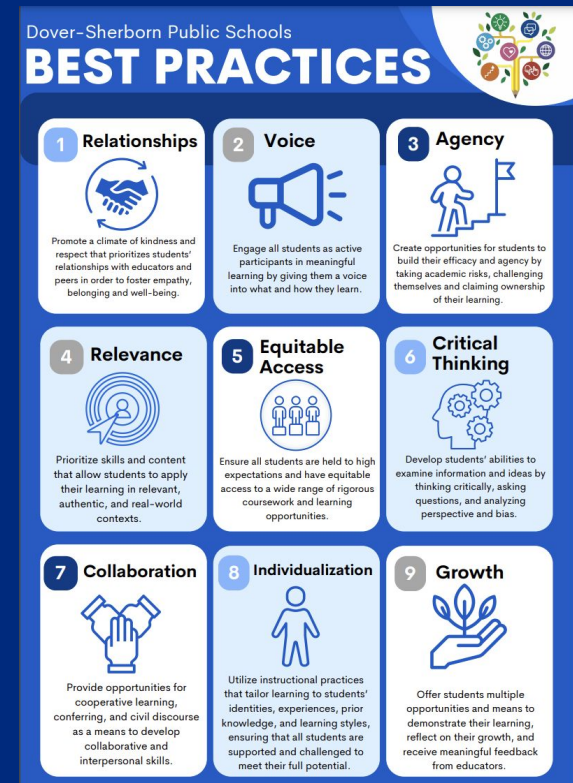 Dover-Sherborn Public Schools
BEST PRACTICES
1 Relationships
Promote a climate of kindness and
respect that prioritizes students'
relationships with educators and
peers in order to foster empathy,
belonging and well-being.
2 Voice
Engage all students as active
participants in meaningful
learning by giving them a voice
into what and how they learn.
3 Agency
Create opportunities for students to
build their efficacy and agency by
taking academic risks, challenging
themselves and claiming ownership
of their learning.
4 Relevance
Prioritize skills and content
that allow students to apply
their learning in relevant,
authentic, and real-world
contexts.
5 Equitable
Access
Ensure all students are held to high
expectations and have equitable
access to a wide range of rigorous
coursework and learning
opportunities.
6 Critical
Thinking
Develop students' abilities to
examine information and ideas by
thinking critically, asking
questions, and analyzing
perspective and bias.
7 Collaboration
Provide opportunities for
cooperative learning,
conferring, and civil discourse
as a means to develop
collaborative and
interpersonal skills.
8 Individualization
Utilize instructional practices
that tailor learning to students'
identities, experiences, prior
knowledge, and learning styles,
ensuring that all students are
supported and challenged to
meet their full potential.
9 Growth
Offer students multiple
opportunities and means to
demonstrate their learning,
reflect on their growth, and
receive meaningful feedback
from educators.